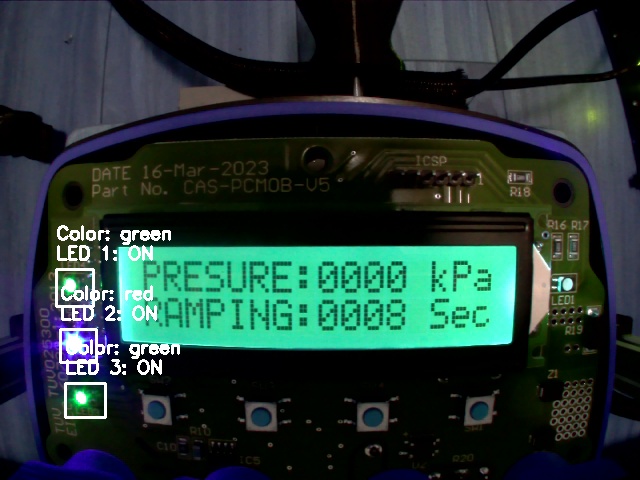 DATE 16-Mar-2023
Part No. CAS-PCMOB-V5
ICSP
1
R18
R16 R17
Color: green
LED 1: ON
PRESURE:0000 kPa
Color: red
LED 2: ON
RAMPING:0008 Sec
LED1
R19
Color: green
LED 3: ON
Z1
R10
C10
IC5
R20